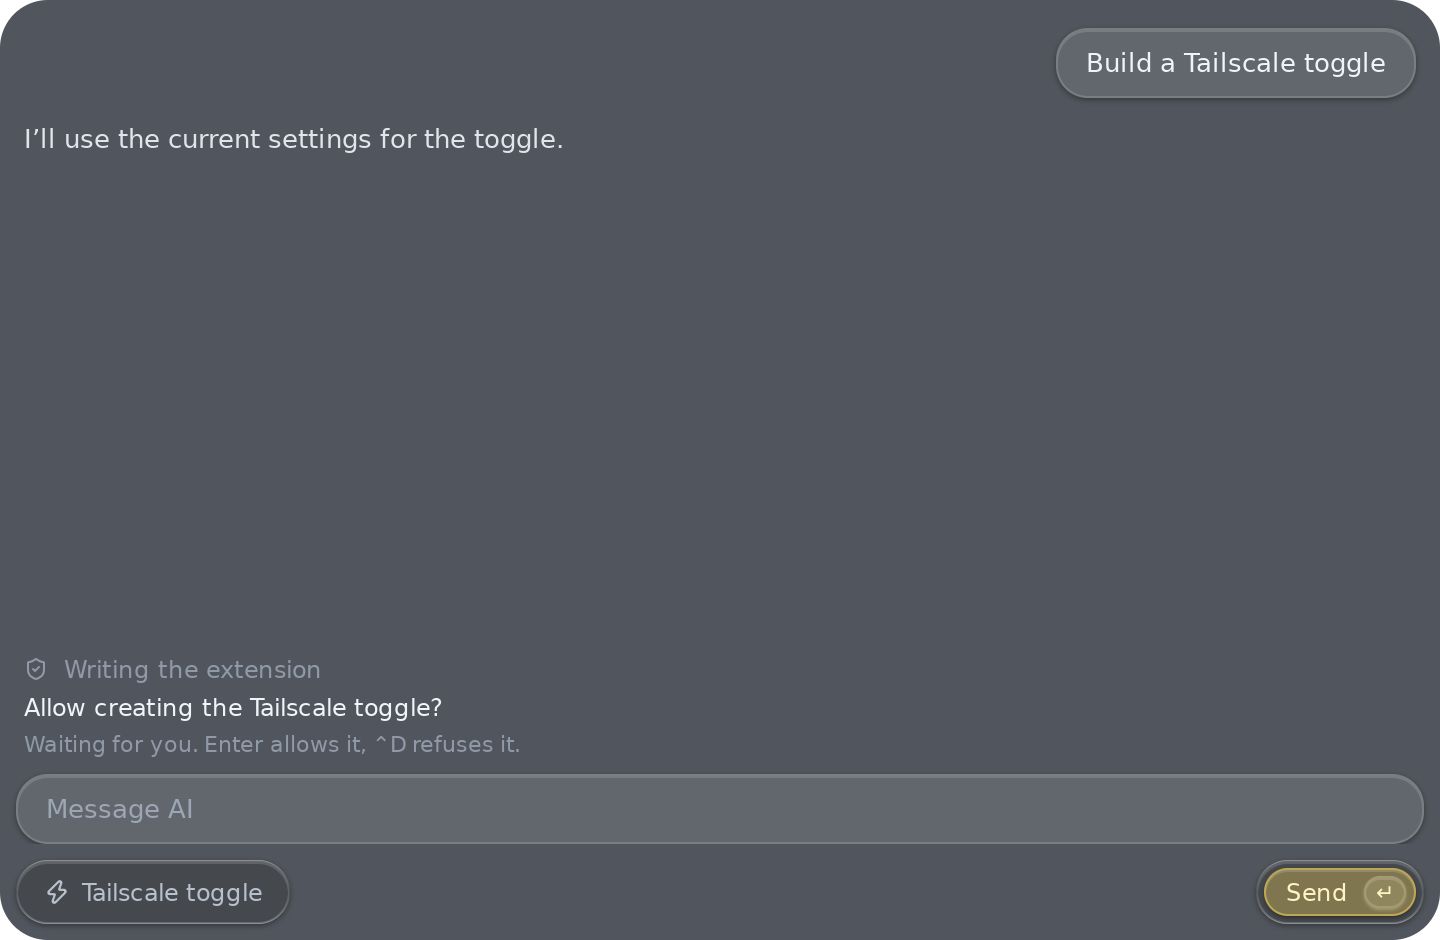 Build a Tailscale toggle
I’ll use the current settings for the toggle.
Writing the extension
Allow creating the Tailscale toggle?
Waiting for you. Enter allows it, ^D refuses it.
Message AI
Tailscale toggle
Send ↵